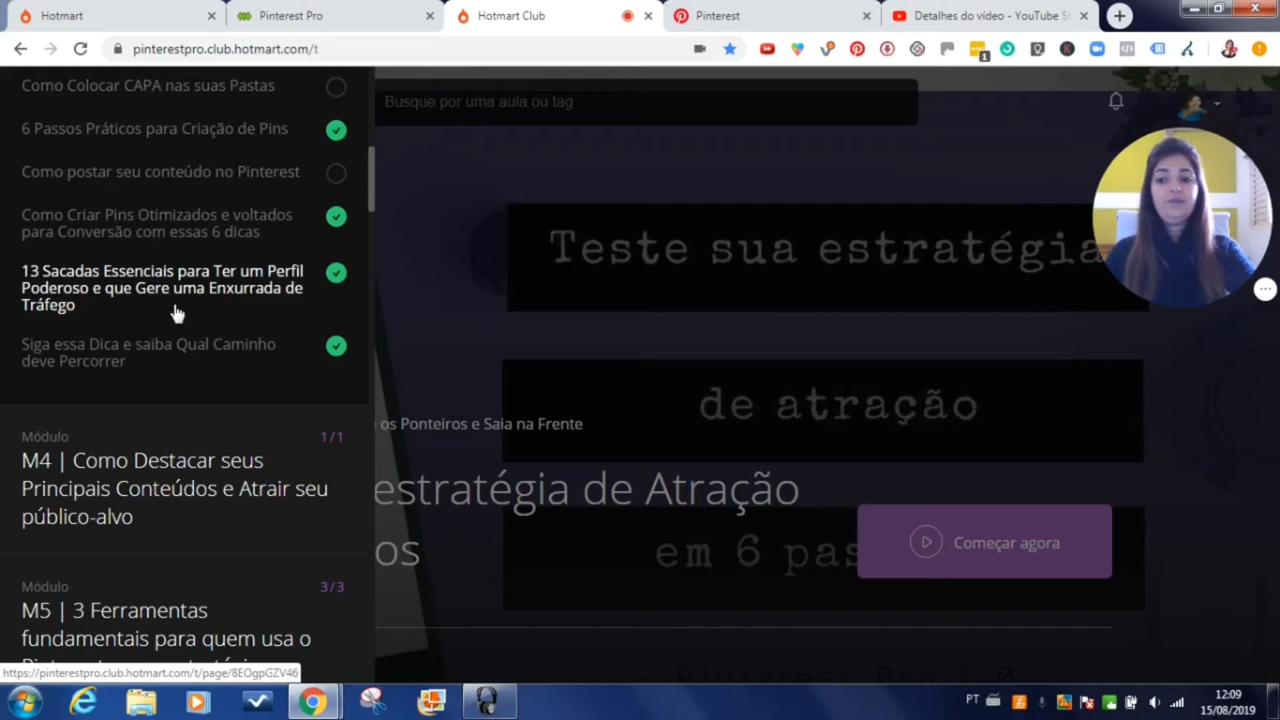 Hotmart
Pinterest Pro
Hotmart Club
Pinterest
Detalhes do vídeo - YouTube S
pinterestpro.club.hotmart.com/t
1
Como Colocar CAPA nas suas Pastas
Busque por uma aula ou tag
6 Passos Práticos para Criação de Pins
Como postar seu conteúdo no Pinterest
Como Criar Pins Otimizados e voltados
para Conversão com essas 6 dicas
13 Sacadas Essenciais para Ter um Perfil
Poderoso e que Gere uma Enxurrada de
Tráfego
Siga essa Dica e saiba Qual Caminho
deve Percorrer
Teste sua estratégia
de atração
em 6 pas
e os Ponteiros e Saia na Frente
estratégia de Atração
os
Começar agora
Módulo
1/1
M4 | Como Destacar seus
Principais Conteúdos e Atrair seu
público-alvo
Módulo
3/3
M5 | 3 Ferramentas
fundamentais para quem usa o
https://pinterestpro.club.hotmart.com/t/page/8EOgpGZV46
PT
12:09
15/08/2019